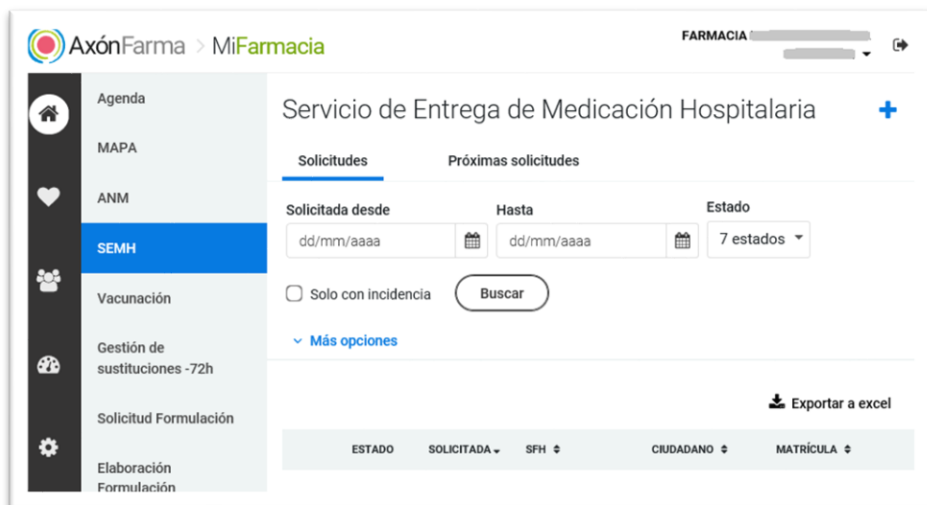 AxónFarma > MiFarmacia
FARMACIA
Agenda
MAPA
ANM
SEMH
Vacunación
Gestión de
sustituciones -72h
Solicitud Formulación
Elaboración
Formulación
Servicio de Entrega de Medicación Hospitalaria
Solicitudes Próximas solicitudes
Solicitada desde Hasta Estado
dd/mm/aaaa dd/mm/aaaa 7 estados
Solo con incidencia Buscar
Más opciones
Exportar a excel
ESTADO SOLICITADA SFH CIUDADANO MATRÍCULA